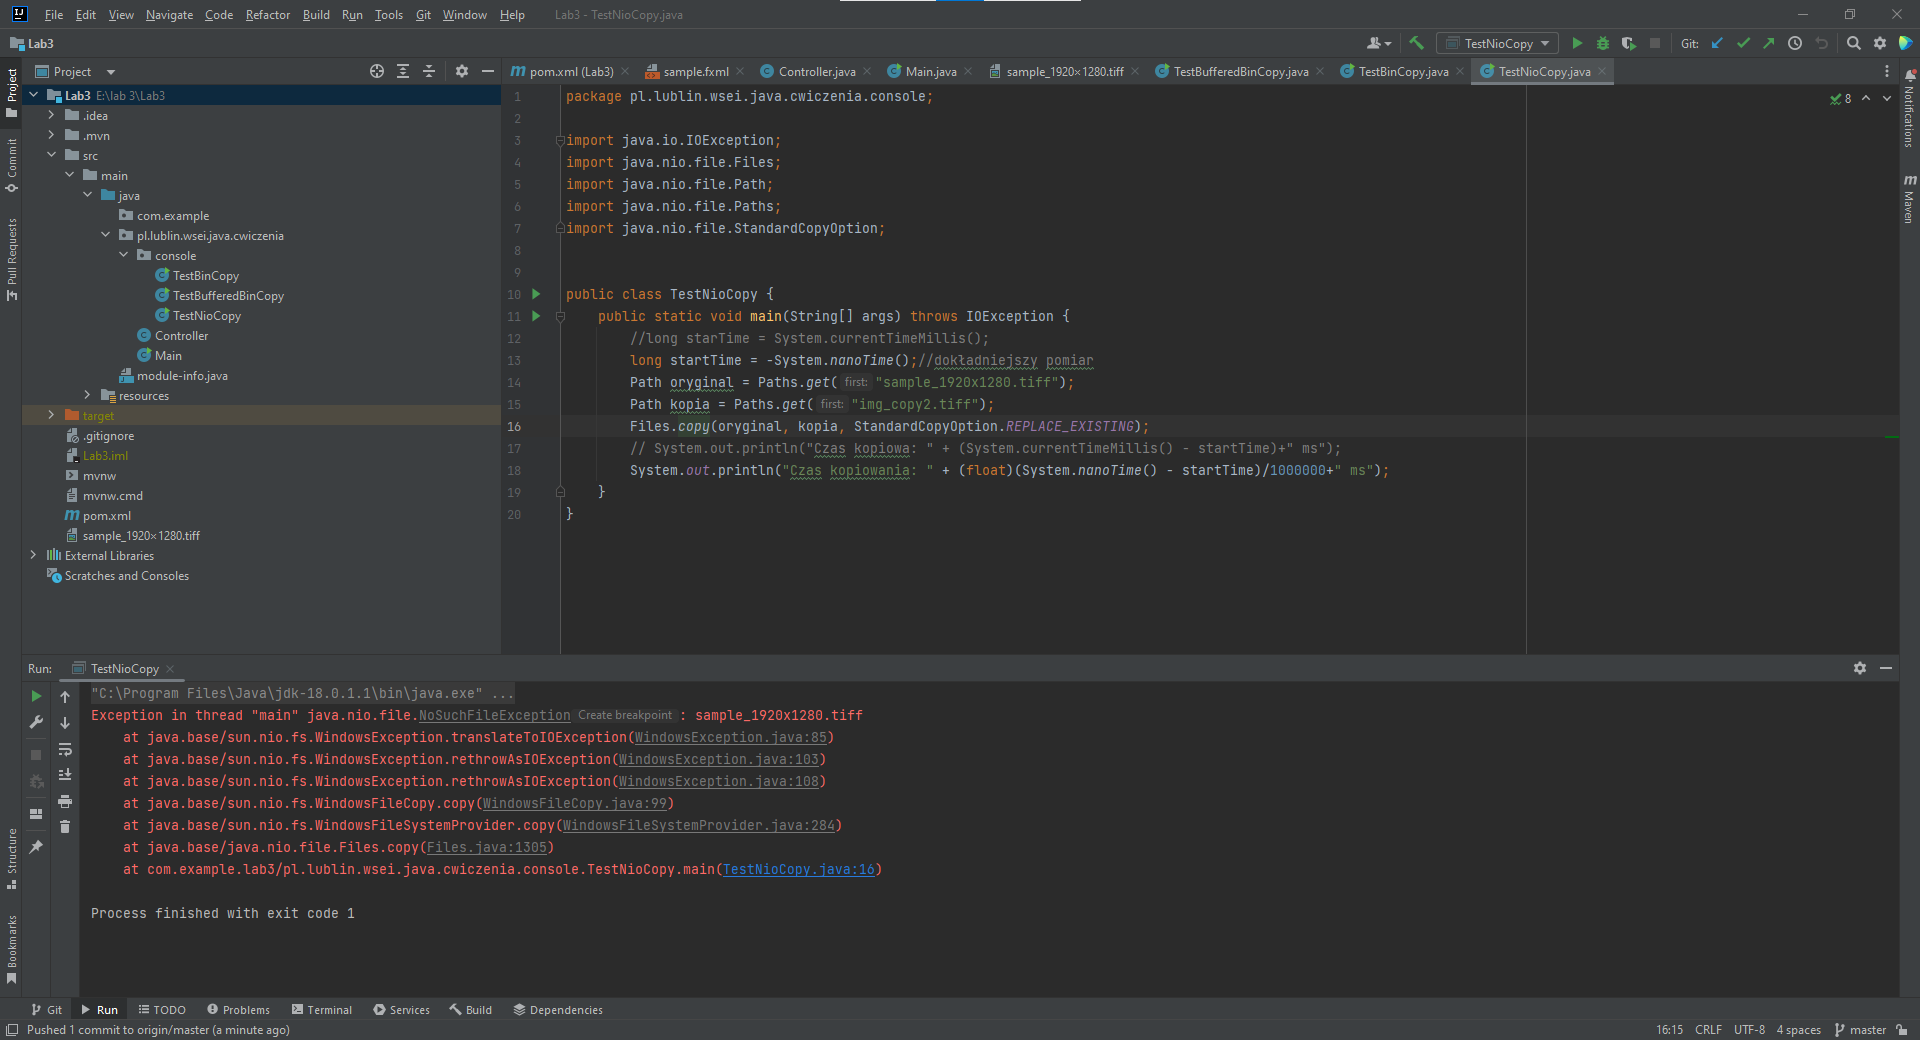 File Edit View Navigate Code Refactor Build Run Tools Git Window Help Lab3 - TestNioCopy.java
Lab3 TestNioCopy Git:
Project pom.xml (Lab3) sample.fxml Controller.java Main.java sample_1920×1280.tiff TestBufferedBinCopy.java TestBinCopy.java TestNioCopy.java
Project
Commit
Pull Requests
Structure
Bookmarks
Notifications
Maven
Lab3 E:\lab 3\Lab3
.idea
.mvn
src
main
java
com.example
pl.lublin.wsei.java.cwiczenia
console
TestBinCopy
TestBufferedBinCopy
TestNioCopy
Controller
Main
module-info.java
resources
target
.gitignore
Lab3.iml
mvnw
mvnw.cmd
pom.xml
sample_1920×1280.tiff
External Libraries
Scratches and Consoles
8
1 package pl.lublin.wsei.java.cwiczenia.console;
2
3 import java.io.IOException;
4 import java.nio.file.Files;
5 import java.nio.file.Path;
6 import java.nio.file.Paths;
7 import java.nio.file.StandardCopyOption;
8
9
10 public class TestNioCopy {
11 public static void main(String[] args) throws IOException {
12 //long starTime = System.currentTimeMillis();
13 long startTime = -System.nanoTime();//dokładniejszy pomiar
14 Path oryginal = Paths.get( first: "sample_1920x1280.tiff");
15 Path kopia = Paths.get( first: "img_copy2.tiff");
16 Files.copy(oryginal, kopia, StandardCopyOption.REPLACE_EXISTING);
17 // System.out.println("Czas kopiowa: " + (System.currentTimeMillis() - startTime)+" ms");
18 System.out.println("Czas kopiowania: " + (float)(System.nanoTime() - startTime)/1000000+" ms");
19 }
20 }
Run: TestNioCopy
"C:\Program Files\Java\jdk-18.0.1.1\bin\java.exe" ...
Exception in thread "main" java.nio.file.NoSuchFileException Create breakpoint : sample_1920x1280.tiff
at java.base/sun.nio.fs.WindowsException.translateToIOException(WindowsException.java:85)
at java.base/sun.nio.fs.WindowsException.rethrowAsIOException(WindowsException.java:103)
at java.base/sun.nio.fs.WindowsException.rethrowAsIOException(WindowsException.java:108)
at java.base/sun.nio.fs.WindowsFileCopy.copy(WindowsFileCopy.java:99)
at java.base/sun.nio.fs.WindowsFileSystemProvider.copy(WindowsFileSystemProvider.java:284)
at java.base/java.nio.file.Files.copy(Files.java:1305)
at com.example.lab3/pl.lublin.wsei.java.cwiczenia.console.TestNioCopy.main(TestNioCopy.java:16)
Process finished with exit code 1
Git Run TODO Problems Terminal Services Build Dependencies
Pushed 1 commit to origin/master (a minute ago) 16:15 CRLF UTF-8 4 spaces master